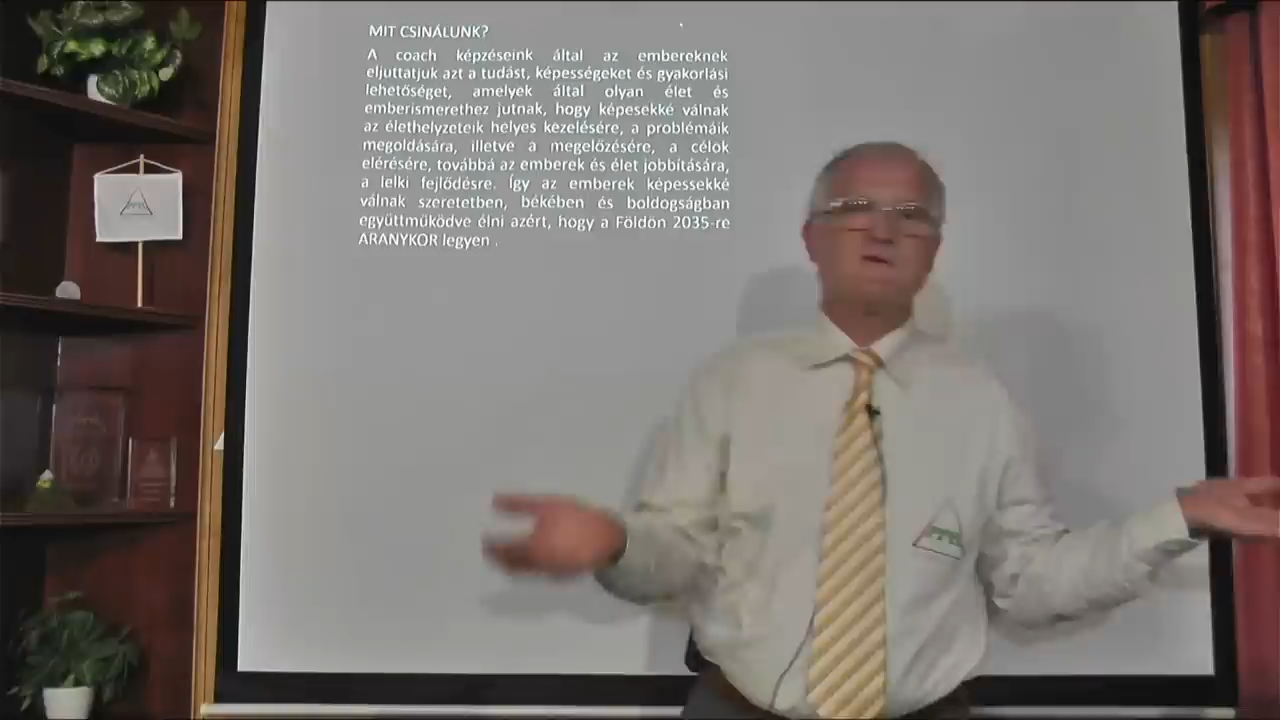 MIT CSINÁLUNK?
A coach képzéseink által az embereknek
eljuttatjuk azt a tudást, képességeket és gyakorlási
lehetőséget, amelyek által olyan élet és
emberismerethez jutnak, hogy képesekké válnak
az élethelyzeteik helyes kezelésére, a problémáik
megoldására, illetve a megelőzésére, a célok
elérésére, továbbá az emberek és élet jobbítására,
a lelki fejlődésre. Így az emberek képessekké
válnak szeretetben, békében és boldogságban
együttműködve élni azért, hogy a Földön 2035-re
ARANYKOR legyen .